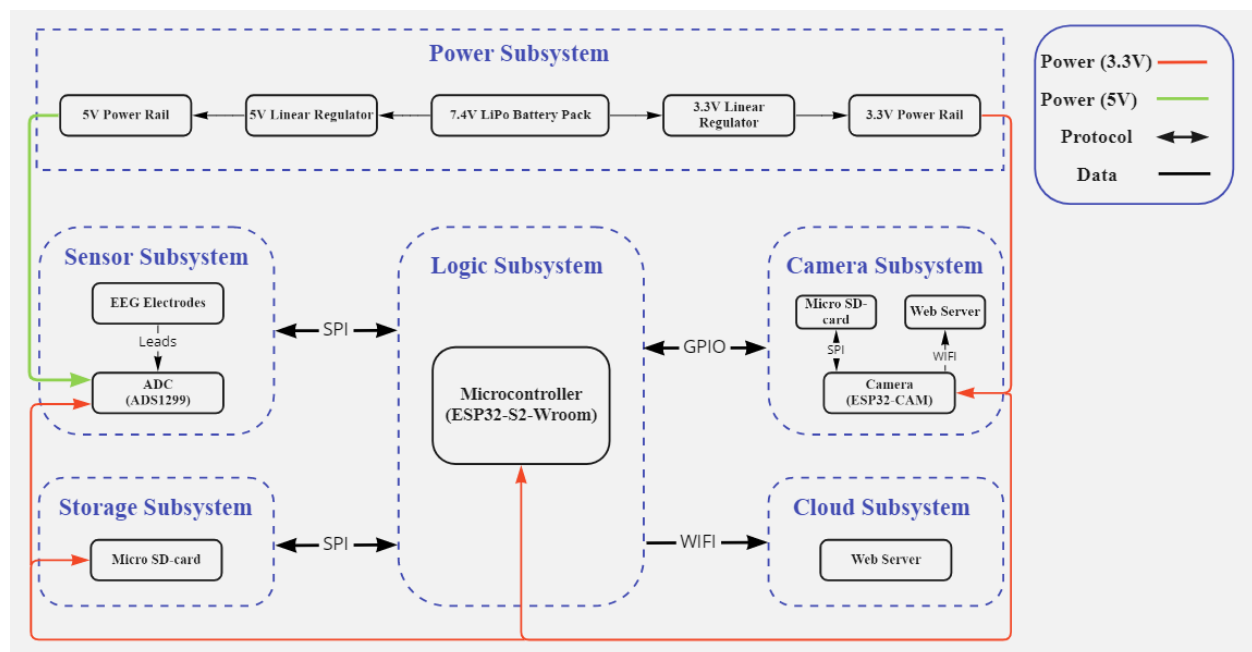 Power Subsystem
5V Power Rail
5V Linear Regulator
7.4V LiPo Battery Pack
3.3V Linear
Regulator
3.3V Power Rail
Power (3.3V)
Power (5V)
Protocol
Data
Sensor Subsystem
EEG Electrodes
Leads
ADC
(ADS1299)
SPI
Logic Subsystem
Microcontroller
(ESP32-S2-Wroom)
GPIO
Camera Subsystem
Micro SD-
card
Web Server
SPI
WIFI
Camera
(ESP32-CAM)
Storage Subsystem
Micro SD-card
SPI
WIFI
Cloud Subsystem
Web Server